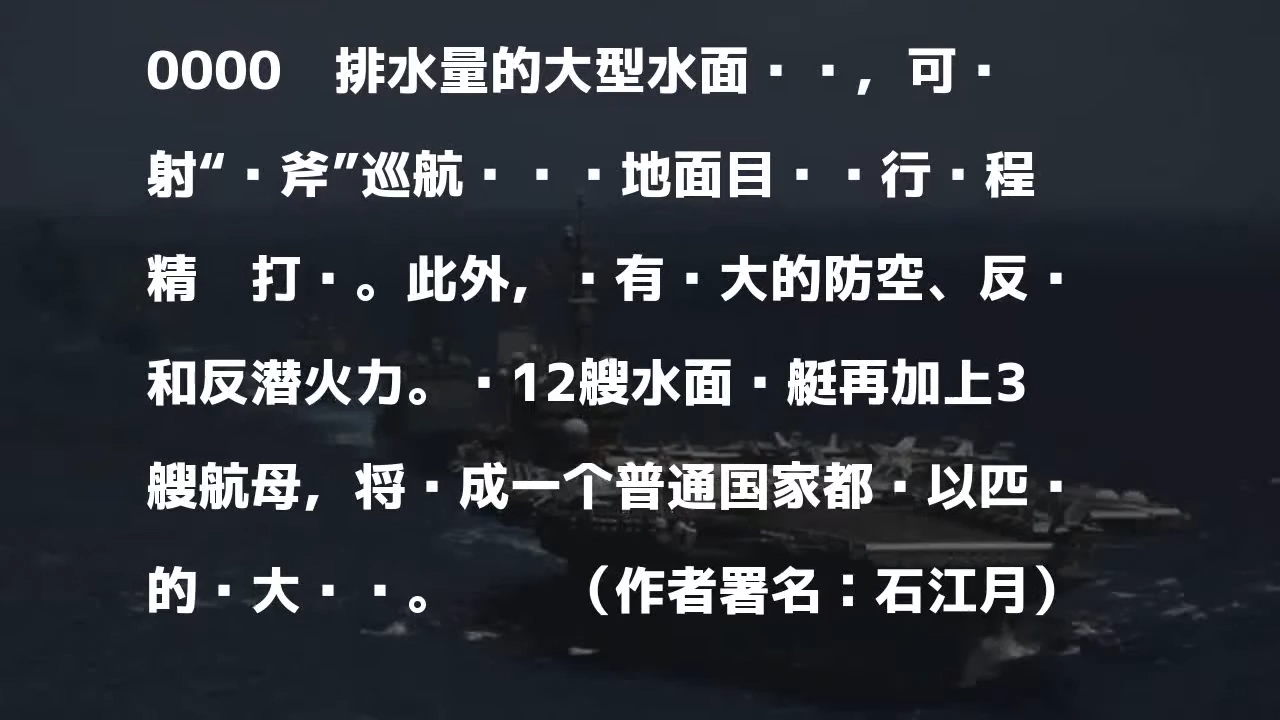 0000　排水量的大型水面··，可·
射“·斧”巡航···地面目··行·程
精　打·。此外，·有·大的防空、反·
和反潜火力。·12艘水面·艇再加上3
艘航母，将·成一个普通国家都·以匹·
的·大··。　　（作者署名：石江月）